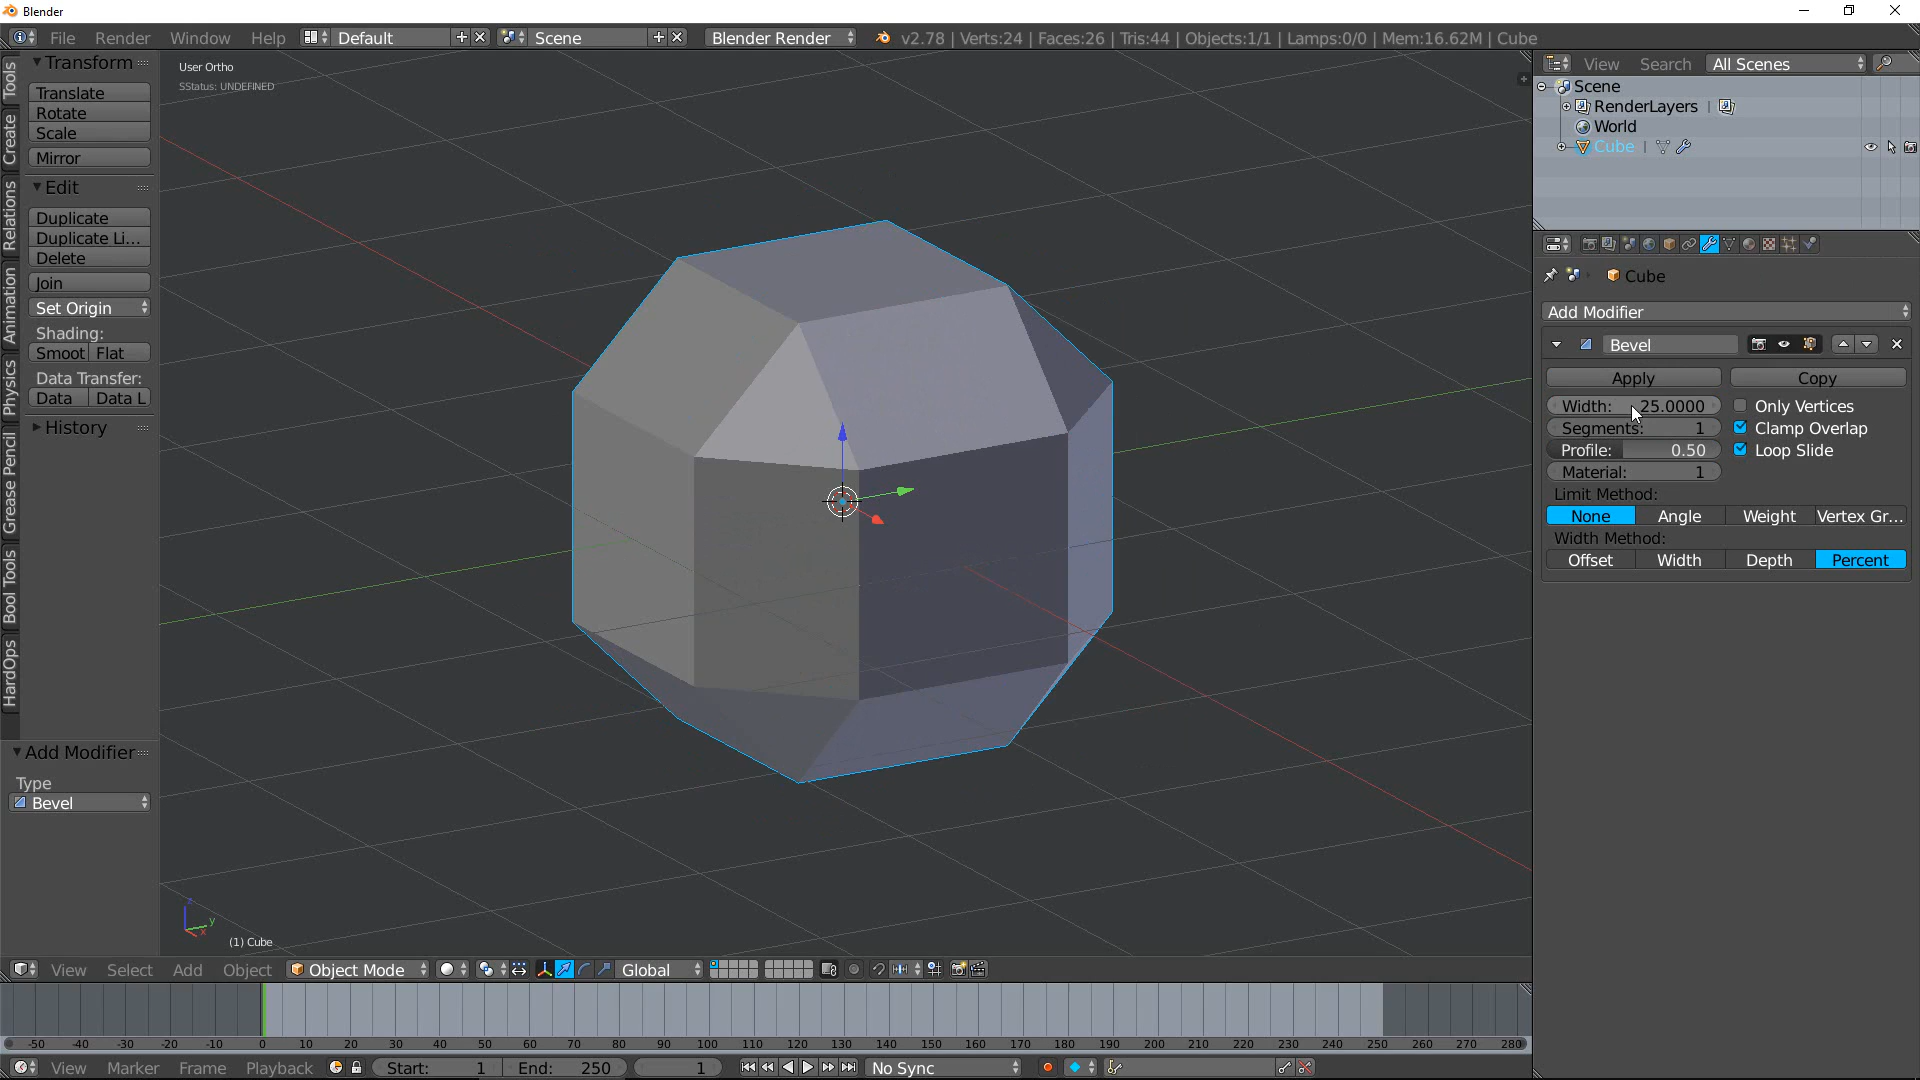 Blender
File Render Window Help Default Scene Blender Render v2.78 | Verts:24 | Faces:26 | Tris:44 | Objects:1/1 | Lamps:0/0 | Mem:16.62M | Cube
Tools
Create
Relations
Animation
Physics
Grease Pencil
Bool Tools
HardOps
Transform
Translate
Rotate
Scale
Mirror
Edit
Duplicate
Duplicate Li...
Delete
Join
Set Origin
Shading:
Smoot Flat
Data Transfer:
Data Data L
History
Add Modifier
Type
Bevel
User Ortho
SStatus: UNDEFINED
z
y
x
(1) Cube
View Search All Scenes
Scene
RenderLayers |
World
Cube |
Cube
Add Modifier
Bevel
Apply Copy
Width: 25.0000 Only Vertices
Segments: 1 Clamp Overlap
Profile: 0.50 Loop Slide
Material: 1
Limit Method:
None Angle Weight Vertex Gr...
Width Method:
Offset Width Depth Percent
View Select Add Object Object Mode Global
-50 -40 -30 -20 -10 0 10 20 30 40 50 60 70 80 90 100 110 120 130 140 150 160 170 180 190 200 210 220 230 240 250 260 270 280
View Marker Frame Playback Start: 1 End: 250 1 No Sync